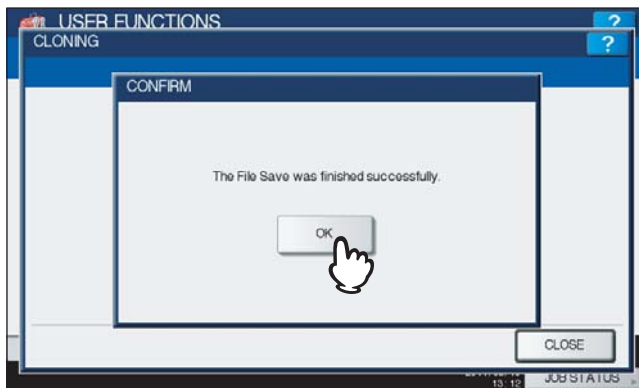 USER FUNCTIONS
?
CLONING
?
CONFIRM
The File Save was finished successfully.
OK
CLOSE
13:12
JOB STATUS